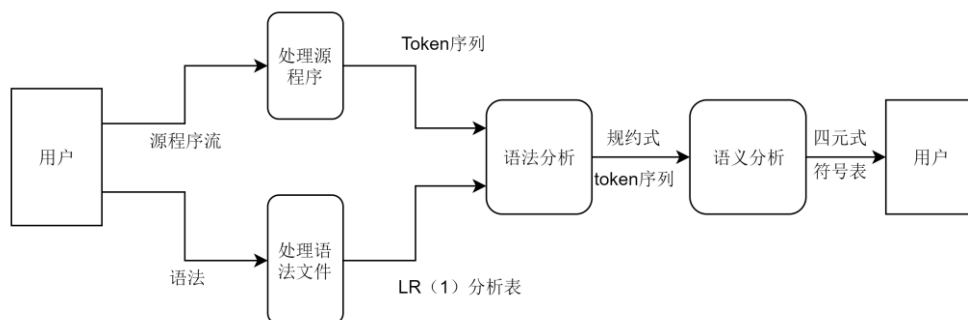 用户
源程序流
语法
处理源
程序
处理语
法文件
Token序列
LR（1）分析表
语法分析
规约式
token序列
语义分析
四元式
符号表
用户